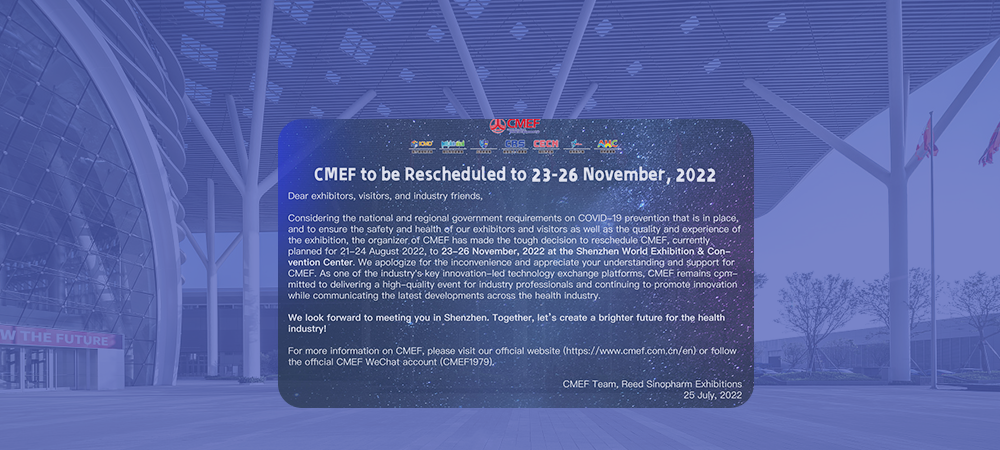 CMEF
ICMD
CBS
CECN
AMC
CMEF to be Rescheduled to 23-26 November, 2022
Dear exhibitors, visitors, and industry friends,
Considering the national and regional government requirements on COVID-19 prevention that is in place,
and to ensure the safety and health of our exhibitors and visitors as well as the quality and experience of
the exhibition, the organizer of CMEF has made the tough decision to reschedule CMEF, currently
planned for 21-24 August 2022, to 23-26 November, 2022 at the Shenzhen World Exhibition & Con-
vention Center. We apologize for the inconvenience and appreciate your understanding and support for
CMEF. As one of the industry's key innovation-led technology exchange platforms, CMEF remains com-
mitted to delivering a high-quality event for industry professionals and continuing to promote innovation
while communicating the latest developments across the health industry.
We look forward to meeting you in Shenzhen. Together, let's create a brighter future for the health
industry!
For more information on CMEF, please visit our official website (https://www.cmef.com.cn/en) or follow
the official CMEF WeChat account (CMEF1979).
CMEF Team, Reed Sinopharm Exhibitions
25 July, 2022
W THE FUTURE